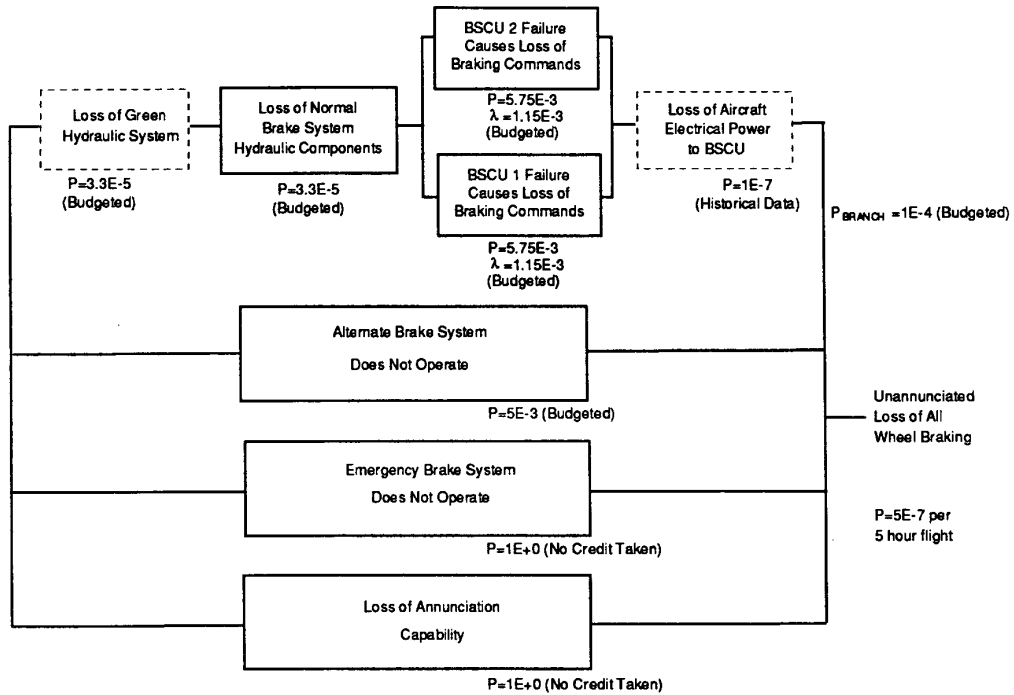 BSCU 2 Failure
Causes Loss of
Braking Commands
P=5.75E-3
λ =1.15E-3
(Budgeted)
Loss of Green
Hydraulic System
P=3.3E-5
(Budgeted)
Loss of Normal
Brake System
Hydraulic Components
P=3.3E-5
(Budgeted)
BSCU 1 Failure
Causes Loss of
Braking Commands
P=5.75E-3
λ =1.15E-3
(Budgeted)
Loss of Aircraft
Electrical Power
to BSCU
P=1E-7
(Historical Data)
P BRANCH =1E-4 (Budgeted)
Alternate Brake System
Does Not Operate
P=5E-3 (Budgeted)
Emergency Brake System
Does Not Operate
P=1E+0 (No Credit Taken)
Loss of Annunciation
Capability
P=1E+0 (No Credit Taken)
Unannunciated
Loss of All
Wheel Braking
P=5E-7 per
5 hour flight